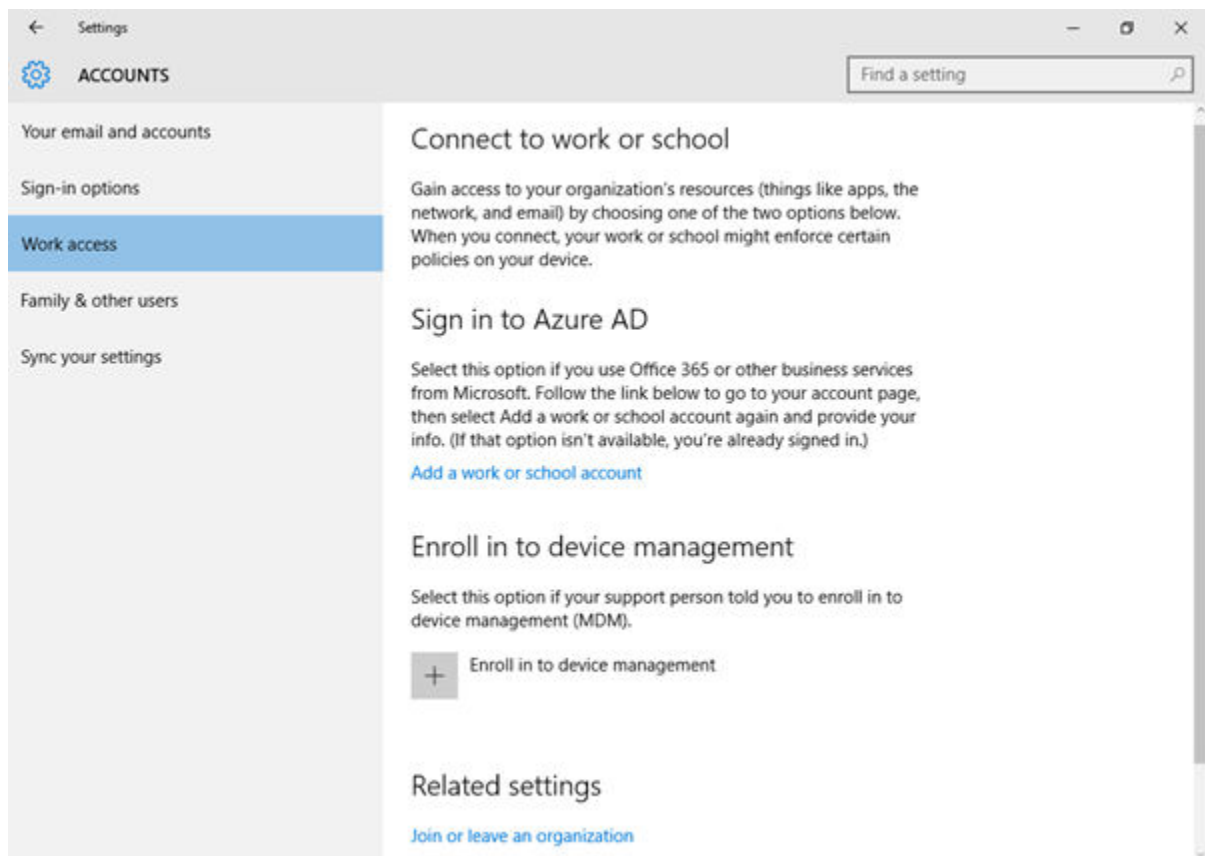 Settings
ACCOUNTS
Find a setting
Your email and accounts
Sign-in options
Work access
Family & other users
Sync your settings
Connect to work or school
Gain access to your organization's resources (things like apps, the
network, and email) by choosing one of the two options below.
When you connect, your work or school might enforce certain
policies on your device.
Sign in to Azure AD
Select this option if you use Office 365 or other business services
from Microsoft. Follow the link below to go to your account page,
then select Add a work or school account again and provide your
info. (If that option isn't available, you're already signed in.)
Add a work or school account
Enroll in to device management
Select this option if your support person told you to enroll in to
device management (MDM).
Enroll in to device management
Related settings
Join or leave an organization